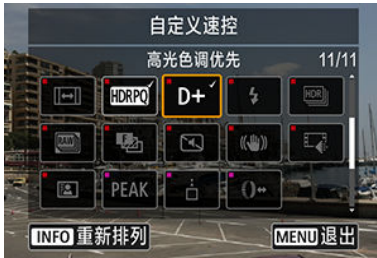 自定义速控
高光色调优先 11/11
HDRPQ D+ HDR
RAW
PEAK
INFO 重新排列 MENU 退出